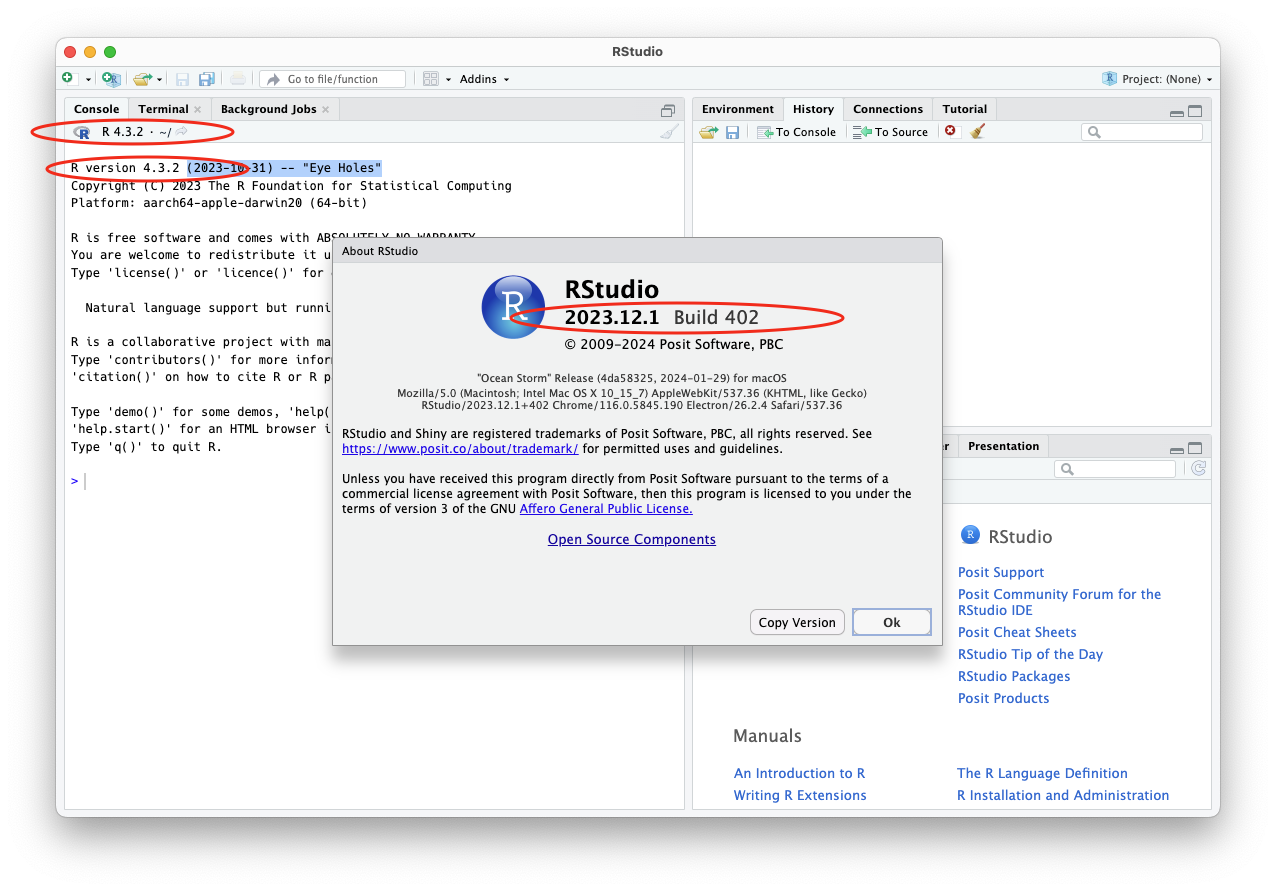 RStudio
Go to file/function
Addins
Project: (None)
Console Terminal Background Jobs
R 4.3.2 · ~/
R version 4.3.2 (2023-10-31) -- "Eye Holes"
Copyright (C) 2023 The R Foundation for Statistical Computing
Platform: aarch64-apple-darwin20 (64-bit)
R is free software and comes with ABSOLUTELY NO WARRANTY
You are welcome to redistribute it u
Type 'license()' or 'licence()' for
Natural language support but runni
R is a collaborative project with ma
Type 'contributors()' for more infor
'citation()' on how to cite R or R p
Type 'demo()' for some demos, 'help(
'help.start()' for an HTML browser i
Type 'q()' to quit R.
>
Environment History Connections Tutorial
To Console To Source
About RStudio
R
RStudio
2023.12.1 Build 402
© 2009-2024 Posit Software, PBC
"Ocean Storm" Release (4da58325, 2024-01-29) for macOS
Mozilla/5.0 (Macintosh; Intel Mac OS X 10_15_7) AppleWebKit/537.36 (KHTML, like Gecko)
RStudio/2023.12.1+402 Chrome/116.0.5845.190 Electron/26.2.4 Safari/537.36
RStudio and Shiny are registered trademarks of Posit Software, PBC, all rights reserved. See
https://www.posit.co/about/trademark/ for permitted uses and guidelines.
Unless you have received this program directly from Posit Software pursuant to the terms of a
commercial license agreement with Posit Software, then this program is licensed to you under the
terms of version 3 of the GNU Affero General Public License.
Open Source Components
Copy Version Ok
r Presentation
R RStudio
Posit Support
Posit Community Forum for the
RStudio IDE
Posit Cheat Sheets
RStudio Tip of the Day
RStudio Packages
Posit Products
Manuals
An Introduction to R The R Language Definition
Writing R Extensions R Installation and Administration